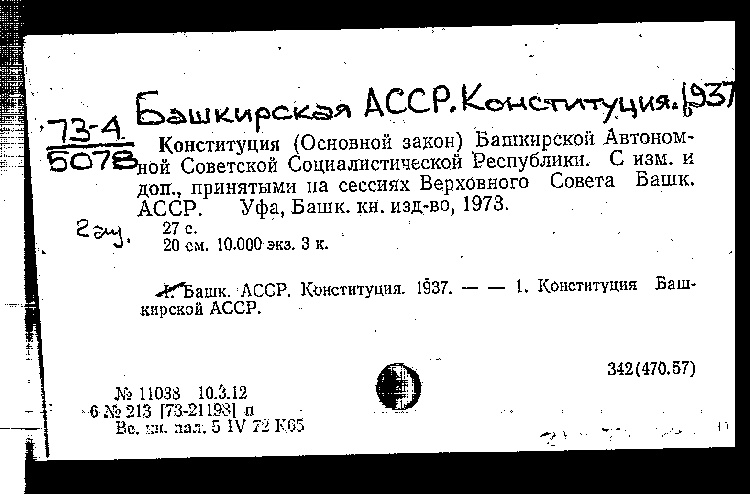 Башкирская АССР. Конституция. 1937
73-4
5078
Конституция (Основной закон) Башкирской Автоном-
ной Советской Социалистической Республики. С изм. и
доп., принятыми на сессиях Верховного Совета Башк.
АССР. Уфа, Башк. кн. изд-во, 1973.
2 экз.
27 с.
20 см. 10.000 экз. 3 к.
I. Башк. АССР. Конституция. 1937. — — 1. Конституция Баш-
кирской АССР.
342(470.57)
№ 11038 10.3.12
6 № 213 [73-21193] п
Вс. кн. пал. 5 IV 72 К65